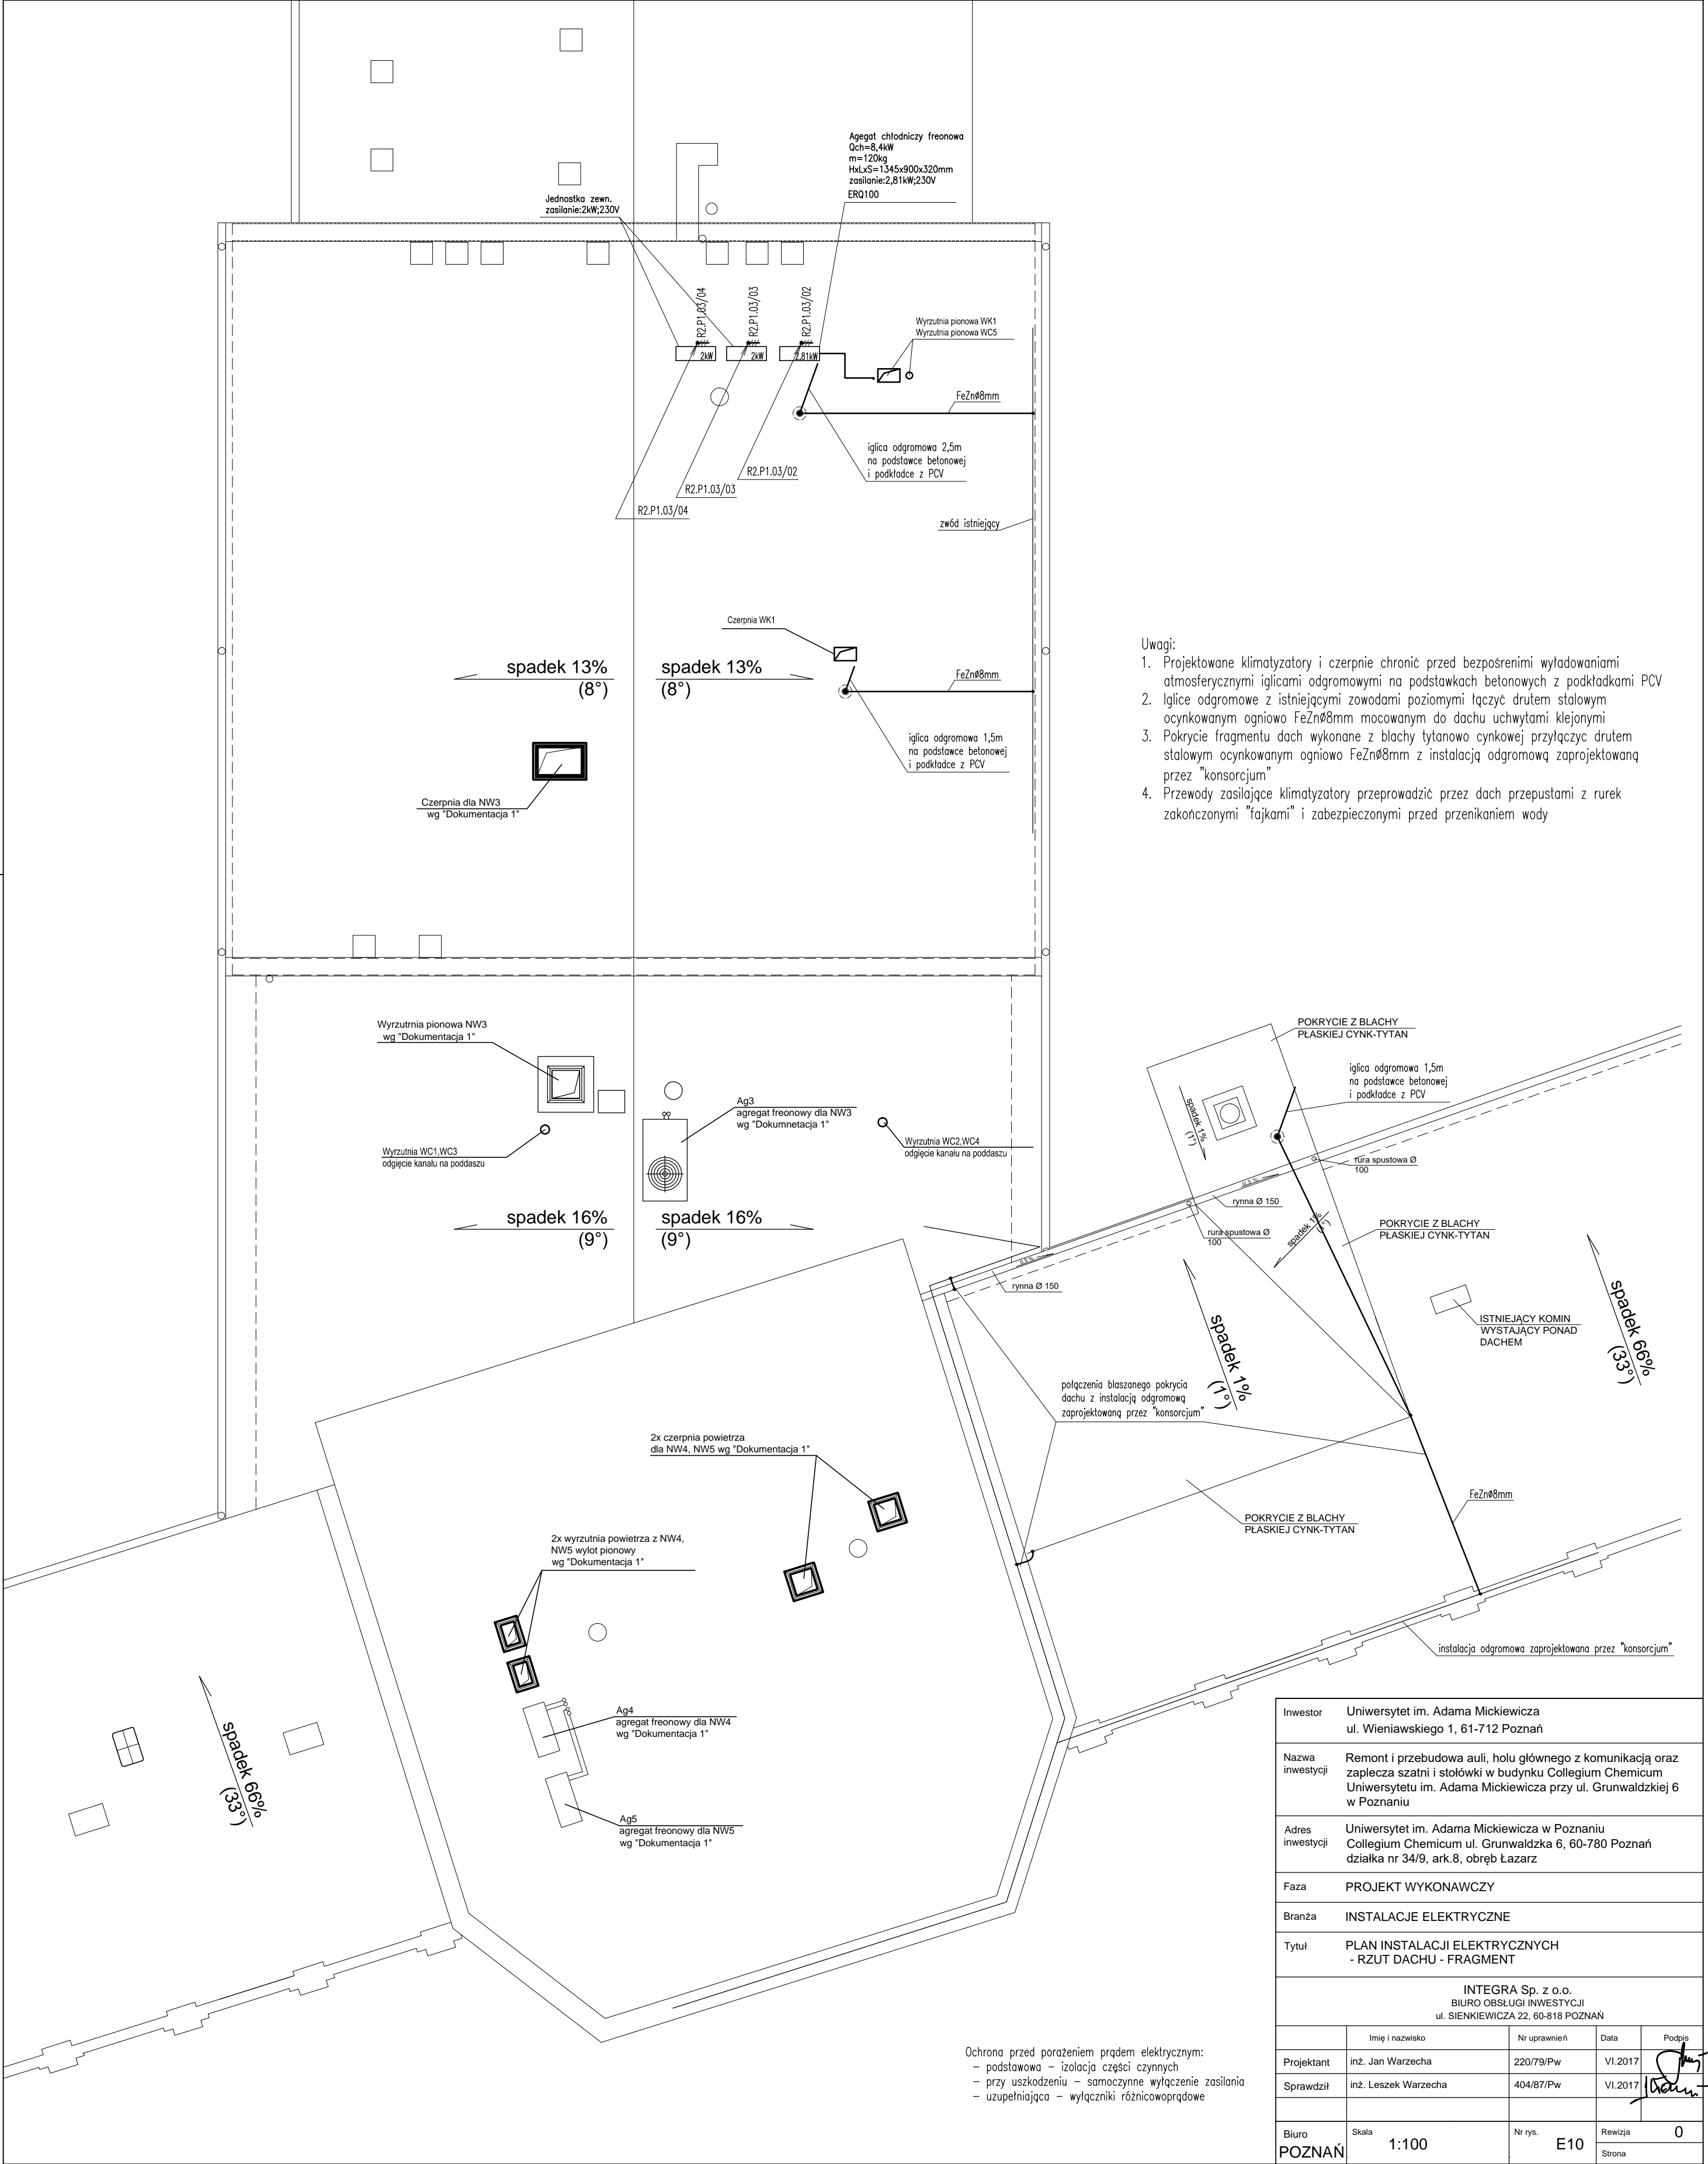 Agegat chłodniczy freonowa
Qch=8,4kW
m=120kg
HxLxS=1345x900x320mm
zasilanie:2,81kW;230V
ERQ100
Jednostka zewn.
zasilanie:2kW;230V
R2.P1.03/04
R2.P1.03/03
R2.P1.03/02
2kW
2kW
2,81kW
Wyrzutnia pionowa WK1
Wyrzutnia pionowa WC5
FeZnø8mm
iglica odgromowa 2,5m
na podstawce betonowej
i podkładce z PCV
R2.P1.03/02
R2.P1.03/03
R2.P1.03/04
zwód istniejący
Czerpnia WK1
spadek 13%
(8°)
spadek 13%
(8°)
FeZnø8mm
iglica odgromowa 1,5m
na podstawce betonowej
i podkładce z PCV
Czerpnia dla NW3
wg "Dokumentacja 1"
Uwagi:
1. Projektowane klimatyzatory i czerpnie chronić przed bezpośrenimi wyładowaniami
atmosferycznymi iglicami odgromowymi na podstawkach betonowych z podkładkami PCV
2. Iglice odgromowe z istniejącymi zowodami poziomymi łączyć drutem stalowym
ocynkowanym ogniowo FeZnø8mm mocowanym do dachu uchwytami klejonymi
3. Pokrycie fragmentu dach wykonane z blachy tytanowo cynkowej przyłączyc drutem
stalowym ocynkowanym ogniowo FeZnø8mm z instalacją odgromową zaprojektowaną
przez "konsorcjum"
4. Przewody zasilające klimatyzatory przeprowadzić przez dach przepustami z rurek
zakończonymi "fajkami" i zabezpieczonymi przed przenikaniem wody
Wyrzutrnia pionowa NW3
wg "Dokumentacja 1"
Ag3
agregat freonowy dla NW3
wg "Dokumnetacja 1"
Wyrzutnia WC1,WC3
odgięcie kanału na poddaszu
Wyrzutnia WC2,WC4
odgięcie kanału na poddaszu
spadek 16%
(9°)
spadek 16%
(9°)
POKRYCIE Z BLACHY
PŁASKIEJ CYNK-TYTAN
iglica odgromowa 1,5m
na podstawce betonowej
i podkładce z PCV
spadek 1%
(1°)
rura spustowa Ø
100
rynna Ø 150
rura spustowa Ø
100
spadek 1%
(1°)
POKRYCIE Z BLACHY
PŁASKIEJ CYNK-TYTAN
rynna Ø 150
ISTNIEJĄCY KOMIN
WYSTAJĄCY PONAD
DACHEM
spadek 66%
(33°)
spadek 1%
(1°)
połączenia blaszanego pokrycia
dachu z instalacją odgromową
zaprojektowaną przez "konsorcjum"
2x czerpnia powietrza
dla NW4, NW5 wg "Dokumentacja 1"
FeZnø8mm
POKRYCIE Z BLACHY
PŁASKIEJ CYNK-TYTAN
2x wyrzutnia powietrza z NW4,
NW5 wylot pionowy
wg "Dokumentacja 1"
instalacja odgromowa zaprojektowana przez "konsorcjum"
Ag4
agregat freonowy dla NW4
wg "Dokumentacja 1"
spadek 66%
(33°)
Ag5
agregat freonowy dla NW5
wg "Dokumentacja 1"
Ochrona przed porażeniem prądem elektrycznym:
– podstawowa – izolacja części czynnych
– przy uszkodzeniu – samoczynne wyłączenie zasilania
– uzupełniająca – wyłączniki różnicowoprądowe
Inwestor Uniwersytet im. Adama Mickiewicza
ul. Wieniawskiego 1, 61-712 Poznań
Nazwa inwestycji Remont i przebudowa auli, holu głównego z komunikacją oraz
zaplecza szatni i stołówki w budynku Collegium Chemicum
Uniwersytetu im. Adama Mickiewicza przy ul. Grunwaldzkiej 6
w Poznaniu
Adres inwestycji Uniwersytet im. Adama Mickiewicza w Poznaniu
Collegium Chemicum ul. Grunwaldzka 6, 60-780 Poznań
działka nr 34/9, ark.8, obręb Łazarz
Faza PROJEKT WYKONAWCZY
Branża INSTALACJE ELEKTRYCZNE
Tytuł PLAN INSTALACJI ELEKTRYCZNYCH
- RZUT DACHU - FRAGMENT
INTEGRA Sp. z o.o.
BIURO OBSŁUGI INWESTYCJI
ul. SIENKIEWICZA 22, 60-818 POZNAŃ
Imię i nazwisko Nr uprawnień Data Podpis
Projektant inż. Jan Warzecha 220/79/Pw VI.2017
Sprawdził inż. Leszek Warzecha 404/87/Pw VI.2017
Biuro Skala Nr rys. Rewizja 0
POZNAŃ 1:100 E10 Strona